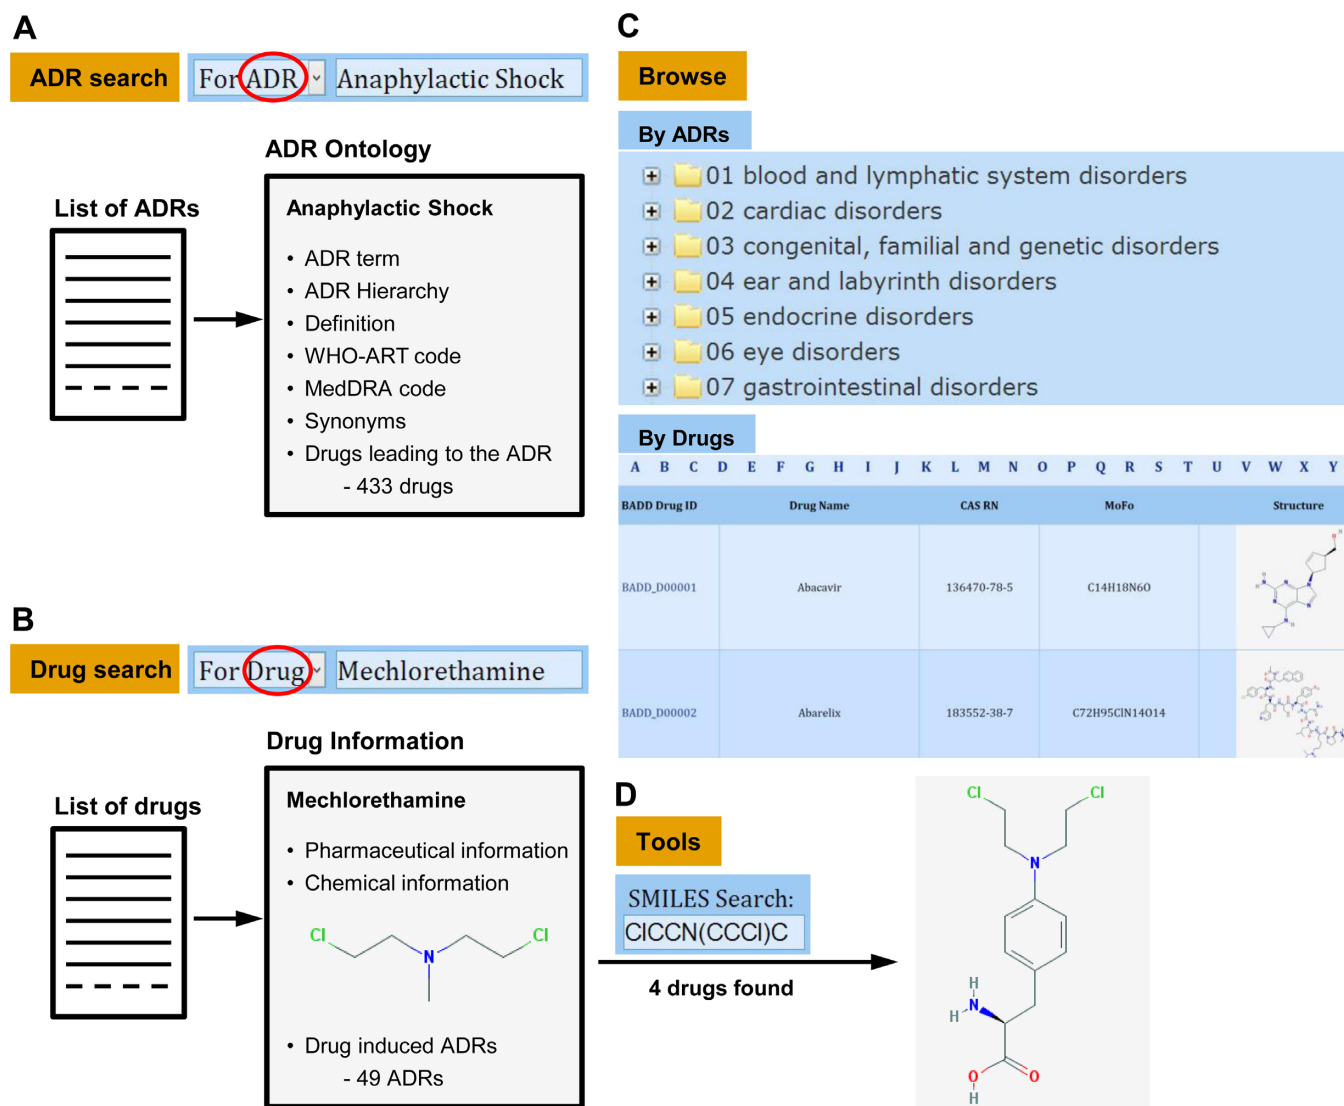 A
ADR search
For ADR
Anaphylactic Shock
ADR Ontology
List of ADRs
Anaphylactic Shock
• ADR term
• ADR Hierarchy
• Definition
• WHO-ART code
• MedDRA code
• Synonyms
• Drugs leading to the ADR
- 433 drugs
B
Drug search
For Drug
Mechlorethamine
Drug Information
List of drugs
Mechlorethamine
• Pharmaceutical information
• Chemical information
Cl
Cl
N
• Drug induced ADRs
- 49 ADRs
C
Browse
By ADRs
01 blood and lymphatic system disorders
02 cardiac disorders
03 congenital, familial and genetic disorders
04 ear and labyrinth disorders
05 endocrine disorders
06 eye disorders
07 gastrointestinal disorders
By Drugs
A B C D E F G H I J K L M N O P Q R S T U V W X Y
BADD Drug ID Drug Name CAS RN MoFo Structure
BADD_D00001 Abacavir 136470-78-5 C14H18N6O
BADD_D00002 Abarelix 183552-38-7 C72H95ClN14O14
D
Tools
SMILES Search:
ClCCN(CCCl)C
4 drugs found
Cl Cl
N
H
N
H
O O
H